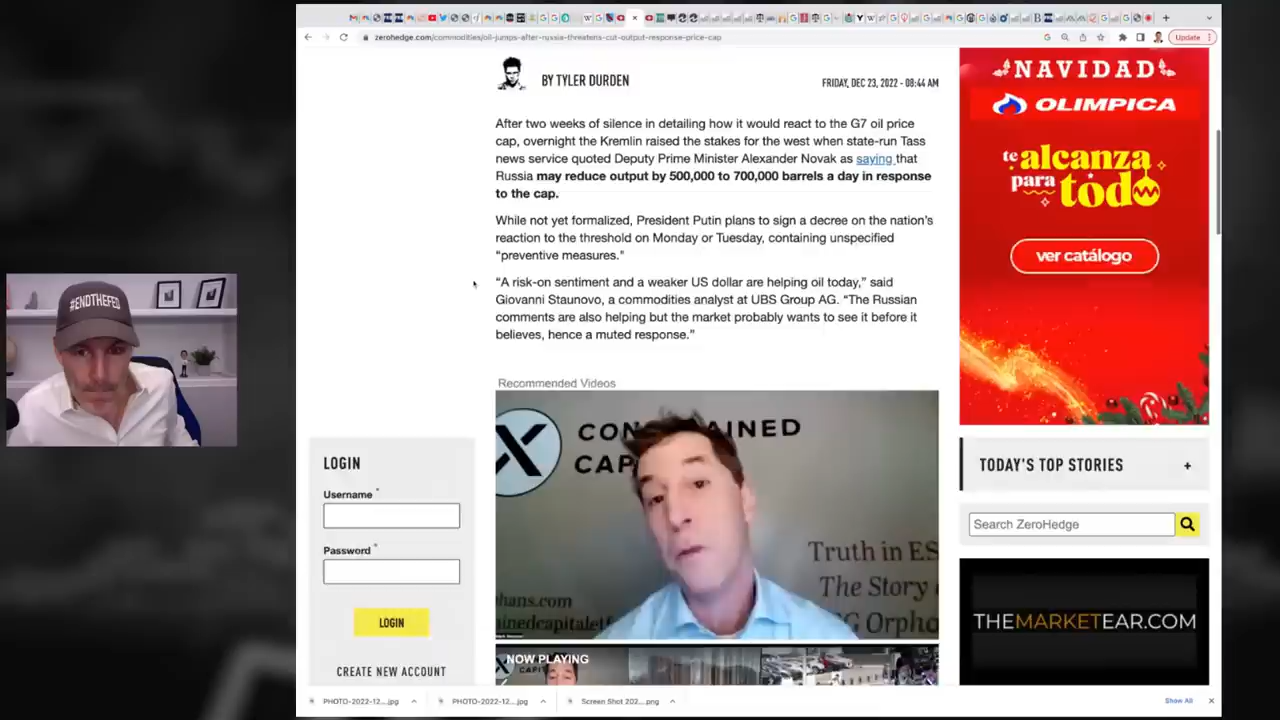 zerohedge.com/commodities/oil-jumps-after-russia-threatens-cut-output-response-price-cap
Update
BY TYLER DURDEN
FRIDAY, DEC 23, 2022 - 08:44 AM
After two weeks of silence in detailing how it would react to the G7 oil price
cap, overnight the Kremlin raised the stakes for the west when state-run Tass
news service quoted Deputy Prime Minister Alexander Novak as saying that
Russia may reduce output by 500,000 to 700,000 barrels a day in response
to the cap.
While not yet formalized, President Putin plans to sign a decree on the nation's
reaction to the threshold on Monday or Tuesday, containing unspecified
“preventive measures."
“A risk-on sentiment and a weaker US dollar are helping oil today,” said
Giovanni Staunovo, a commodities analyst at UBS Group AG. “The Russian
comments are also helping but the market probably wants to see it before it
believes, hence a muted response.”
Recommended Videos
CON AINED
CAP
Truth in ES
The Story
G Orpho
hans.com
inedcapitaletf
NOW PLAYING
#ENDTHEFED
LOGIN
Username *
Password *
LOGIN
CREATE NEW ACCOUNT
NAVIDAD
OLIMPICA
te alcanza
para todo
ver catálogo
TODAY'S TOP STORIES +
Search ZeroHedge
THEMARKETEAR.COM
PHOTO-2022-12....jpg
PHOTO-2022-12....jpg
Screen Shot 202....png
Show All